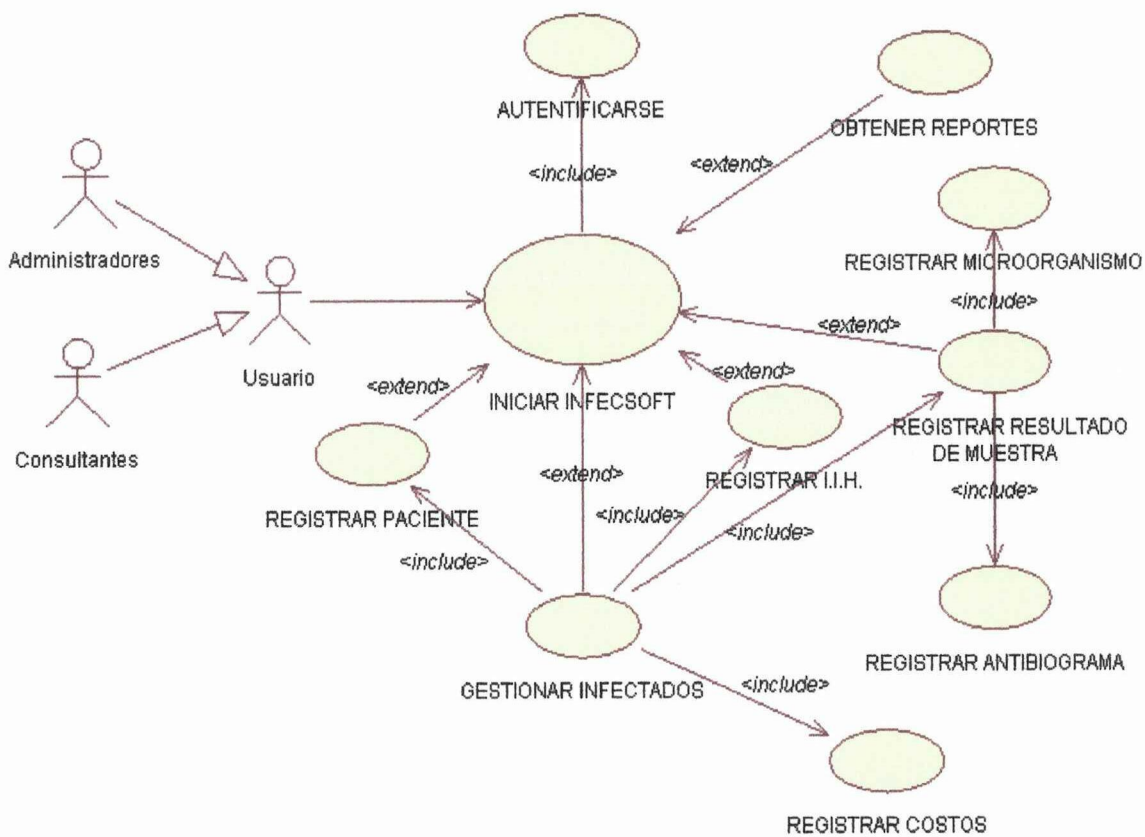 AUTENTIFICARSE
OBTENER REPORTES
<include>
<extend>
Administradores
REGISTRAR MICROORGANISMO
<include>
<extend>
Usuario
<extend>
INICIAR INFECSOFT
<extend>
Consultantes
REGISTRAR RESULTADO
DE MUESTRA
<extend>
REGISTRAR I.I.H.
<include>
REGISTRAR PACIENTE
<include>
<include>
<include>
REGISTRAR ANTIBIOGRAMA
GESTIONAR INFECTADOS
<include>
REGISTRAR COSTOS